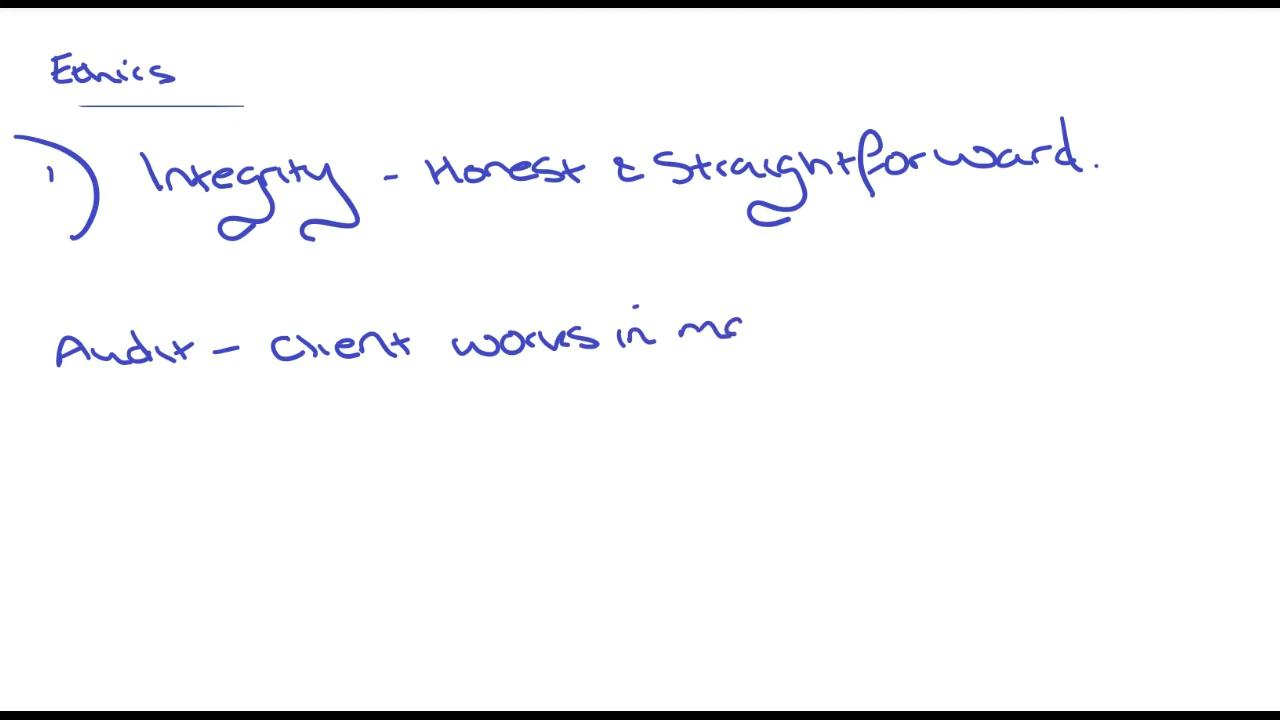 Ethics
1) Integrity - Honest & Straightforward.
Audit - Client works in